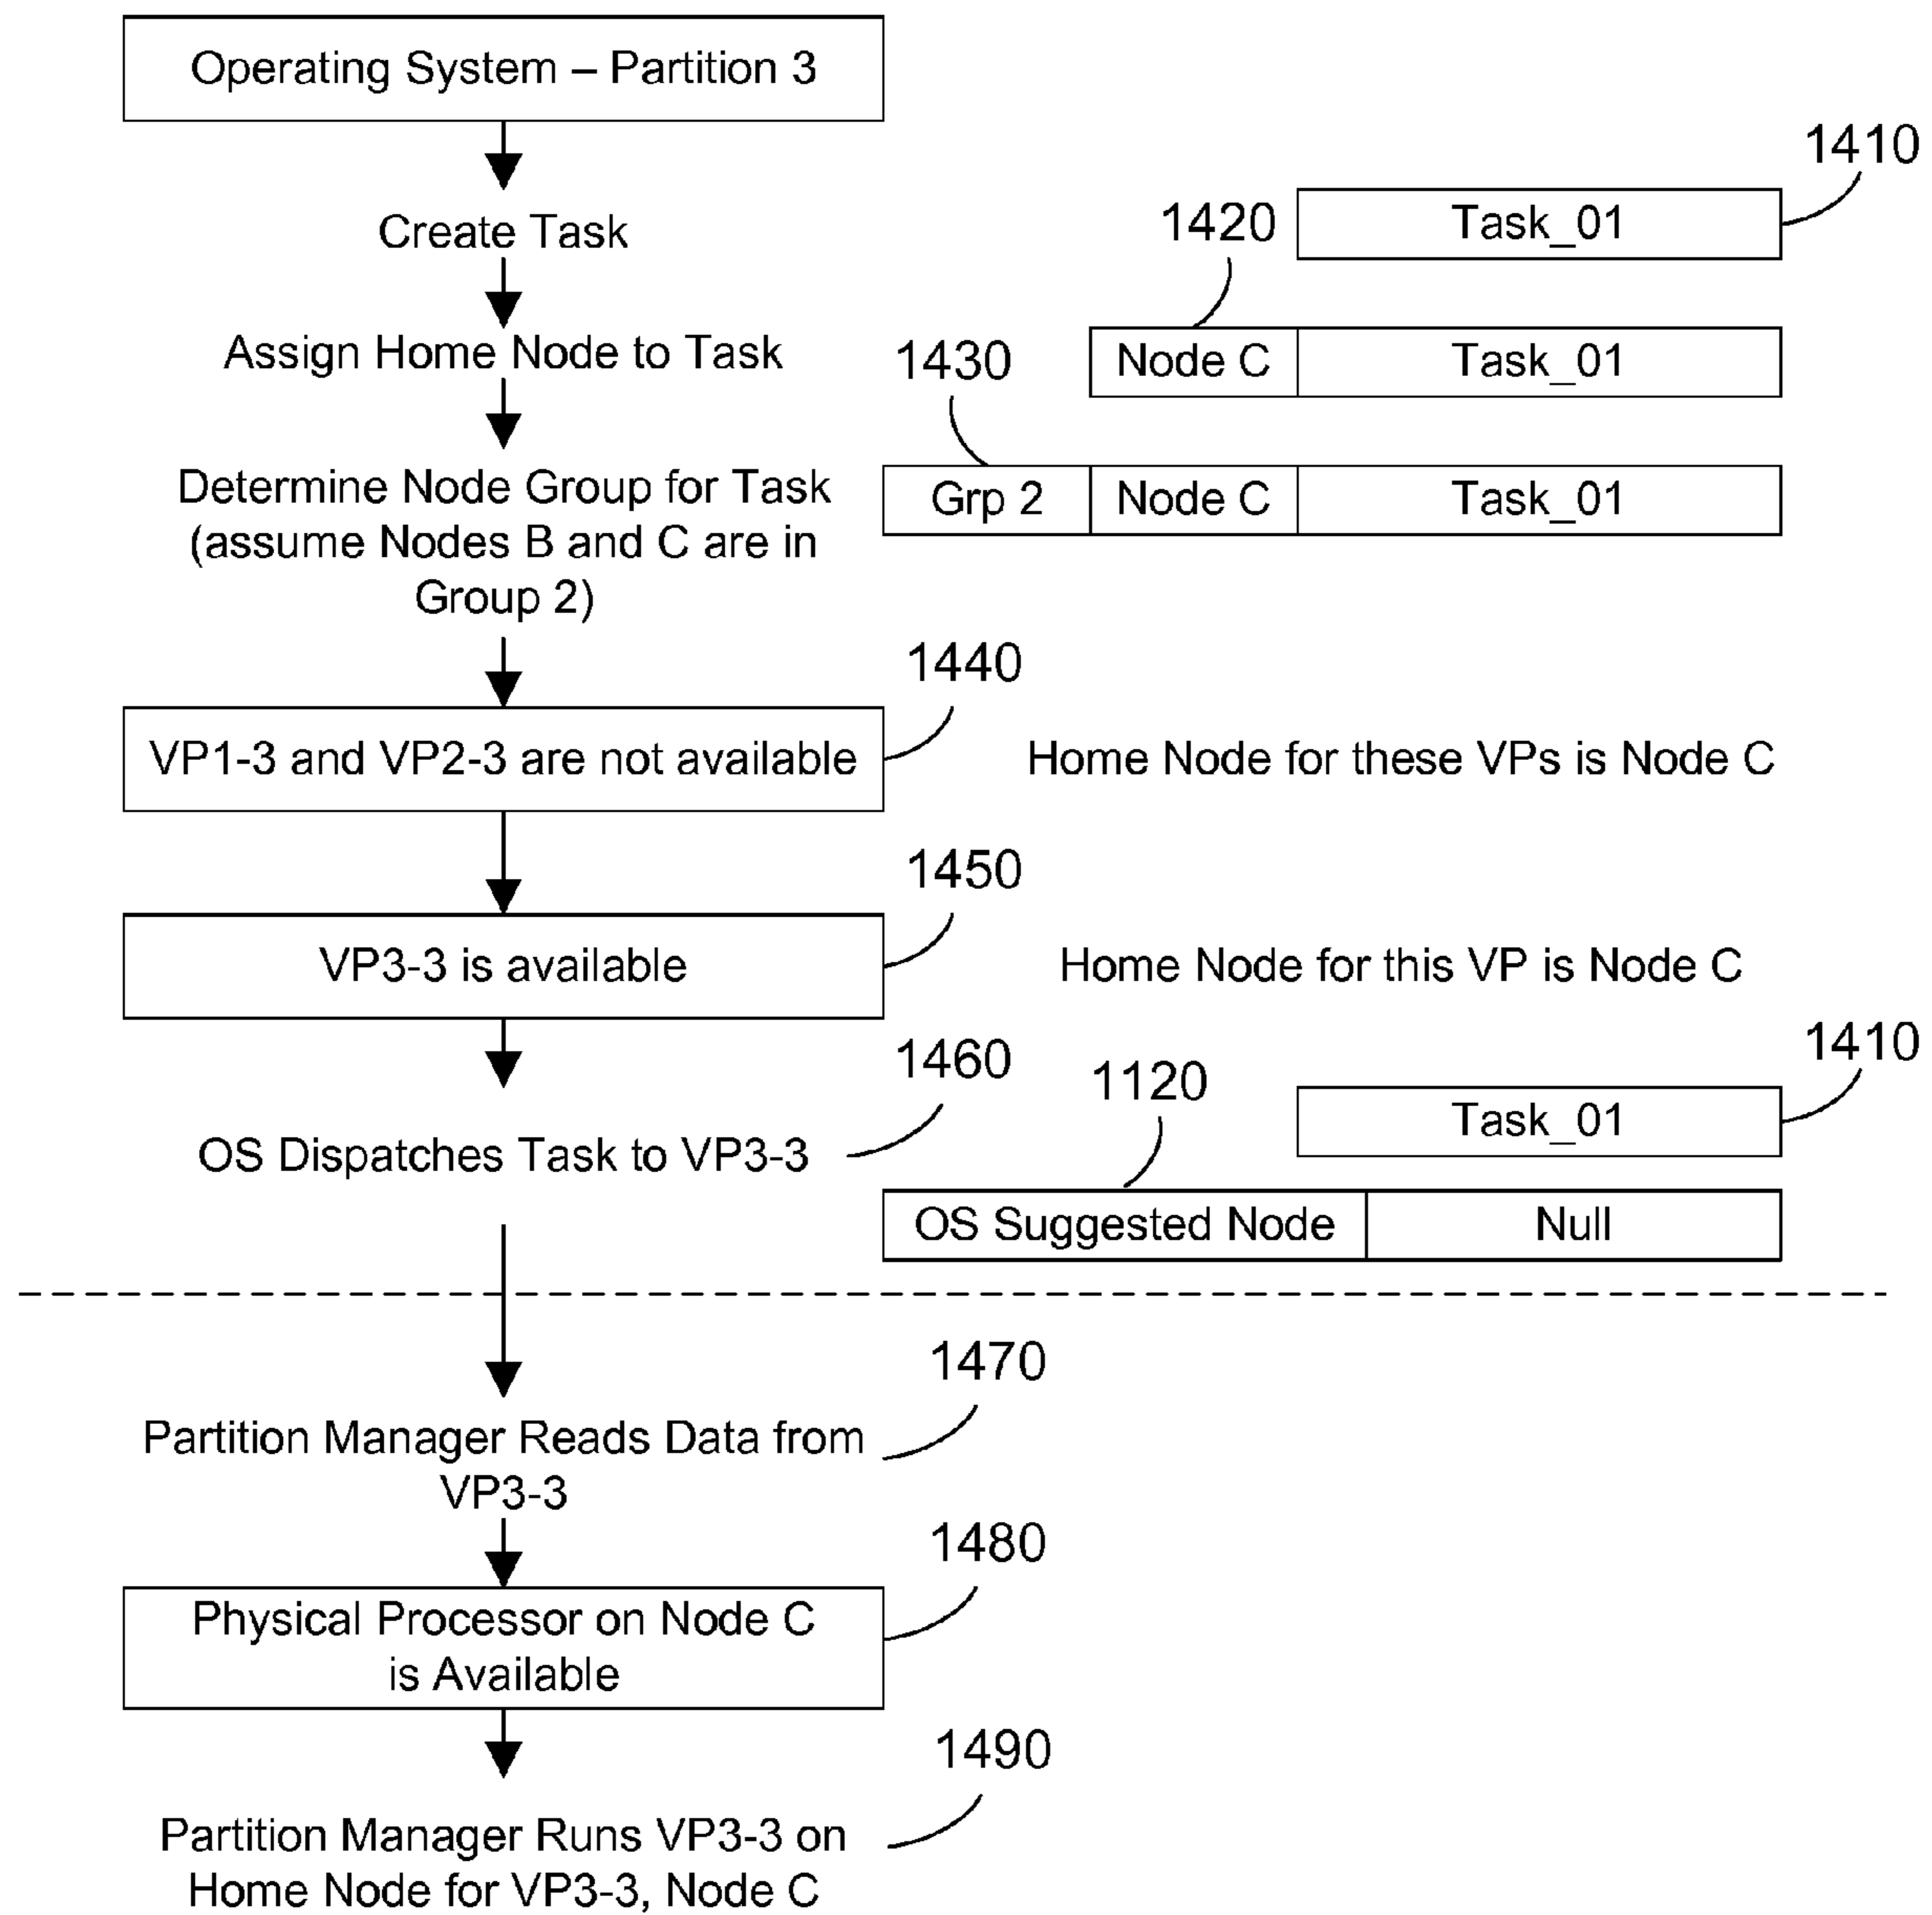 Operating System – Partition 3
1410
Task_01
1420
Create Task
Assign Home Node to Task
1430
Node C
Task_01
Determine Node Group for Task
(assume Nodes B and C are in
Group 2)
Grp 2
Node C
Task_01
1440
VP1-3 and VP2-3 are not available
Home Node for these VPs is Node C
1450
VP3-3 is available
Home Node for this VP is Node C
1460
1120
1410
Task_01
OS Dispatches Task to VP3-3
OS Suggested Node
Null
1470
Partition Manager Reads Data from
VP3-3
1480
Physical Processor on Node C
is Available
1490
Partition Manager Runs VP3-3 on
Home Node for VP3-3, Node C